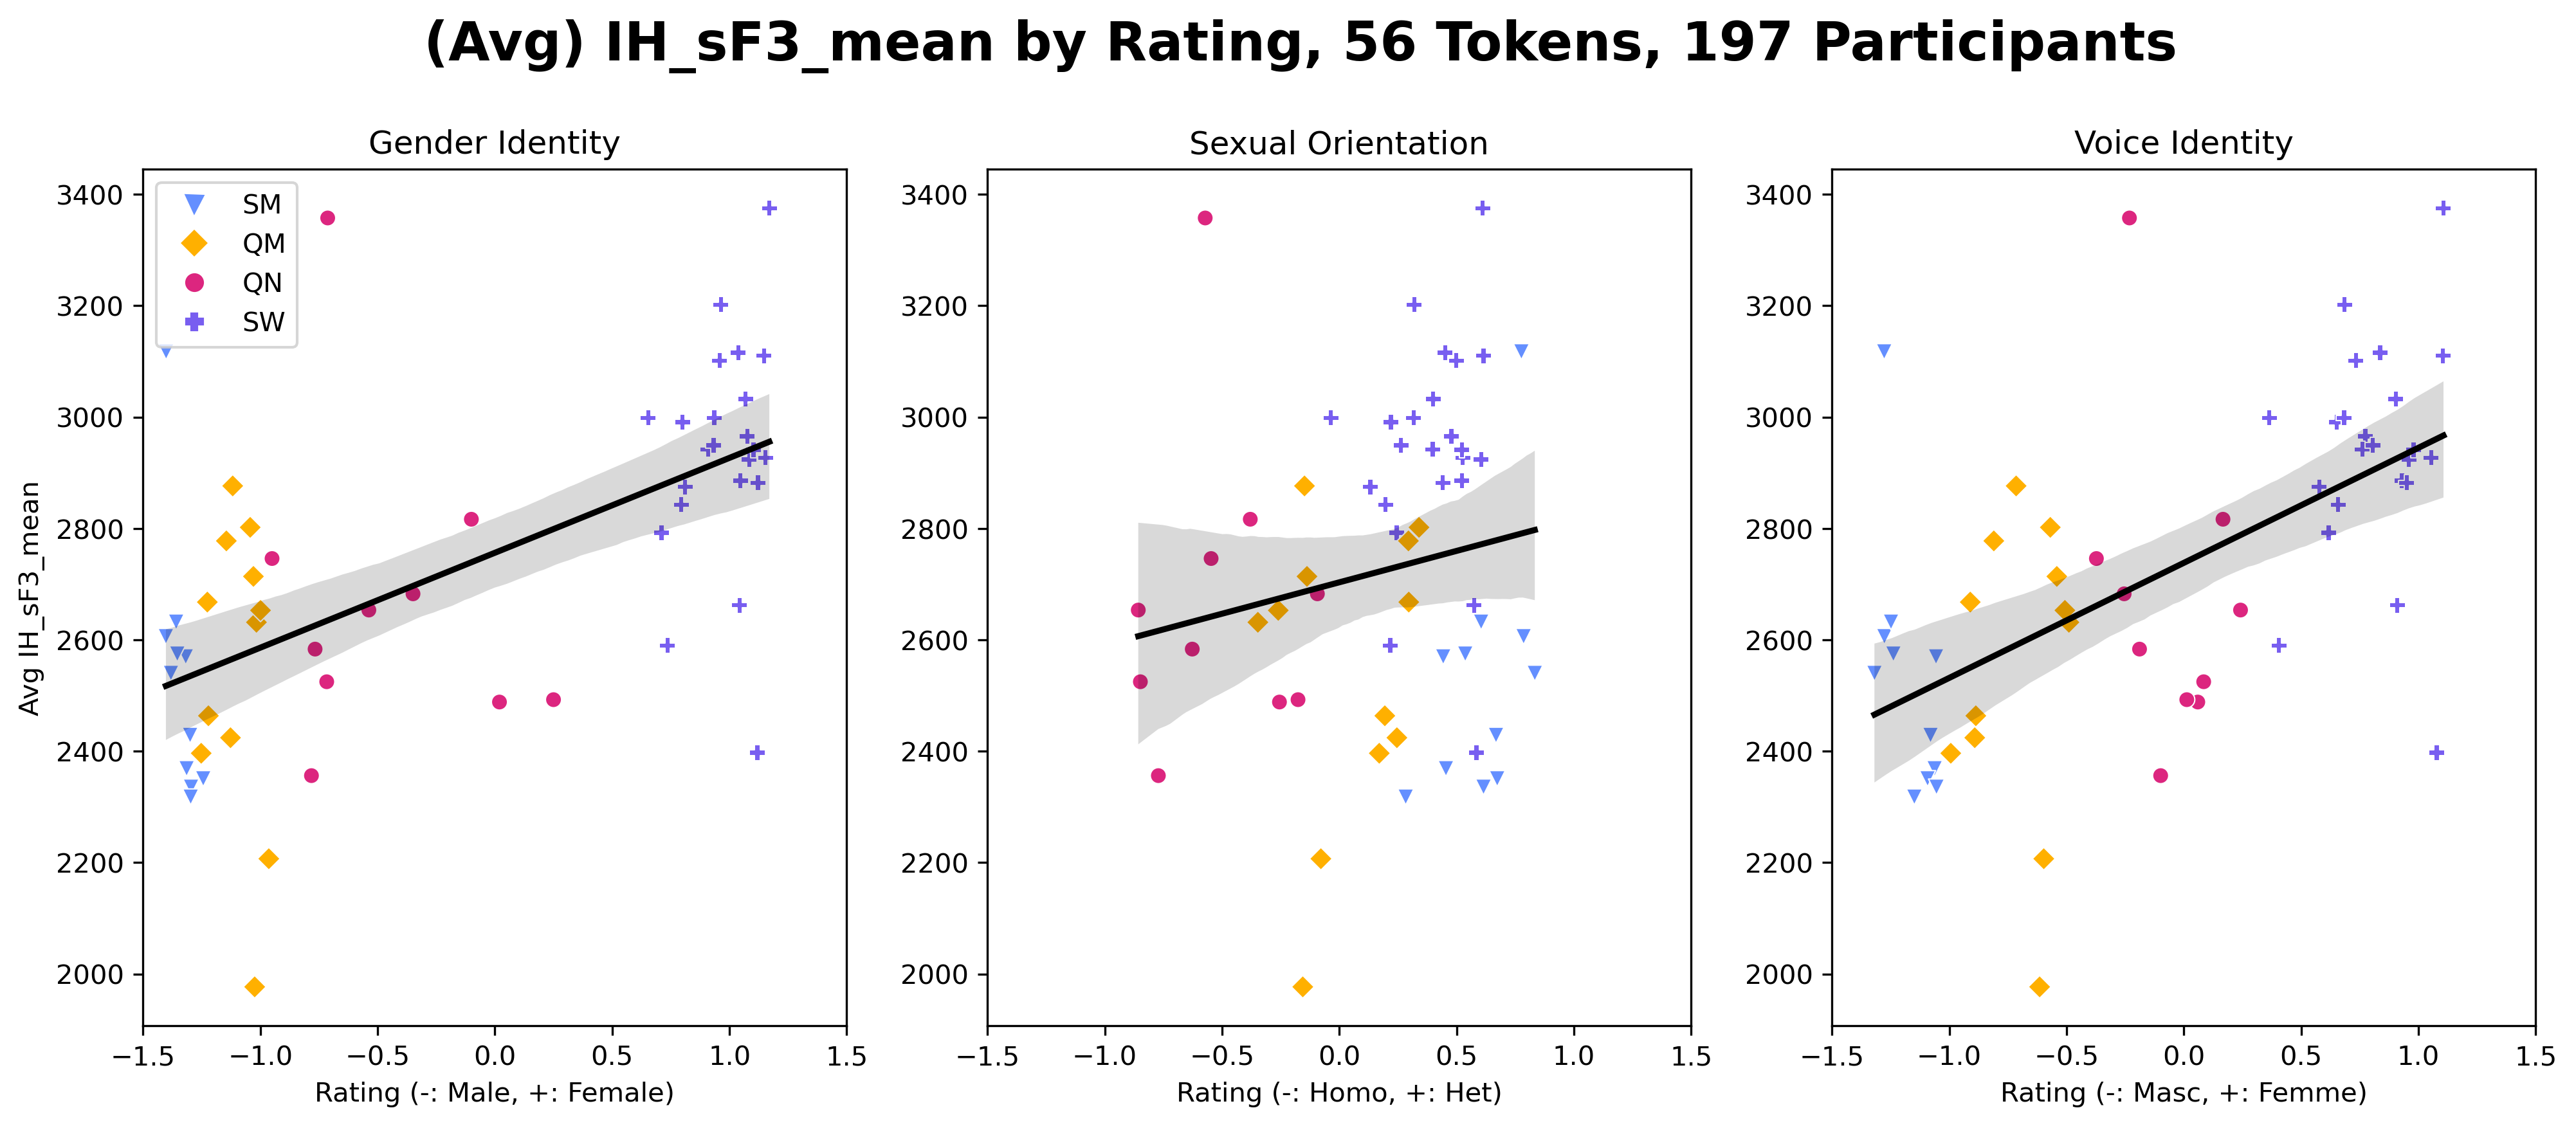 (Avg) IH_sF3_mean by Rating, 56 Tokens, 197 Participants
Gender Identity
Sexual Orientation
Voice Identity
SM
QM
QN
SW
Avg IH_sF3_mean
3400
3200
3000
2800
2600
2400
2200
2000
−1.5 −1.0 −0.5 0.0 0.5 1.0 1.5
Rating (-: Male, +: Female)
3400
3200
3000
2800
2600
2400
2200
2000
−1.5 −1.0 −0.5 0.0 0.5 1.0 1.5
Rating (-: Homo, +: Het)
3400
3200
3000
2800
2600
2400
2200
2000
−1.5 −1.0 −0.5 0.0 0.5 1.0 1.5
Rating (-: Masc, +: Femme)